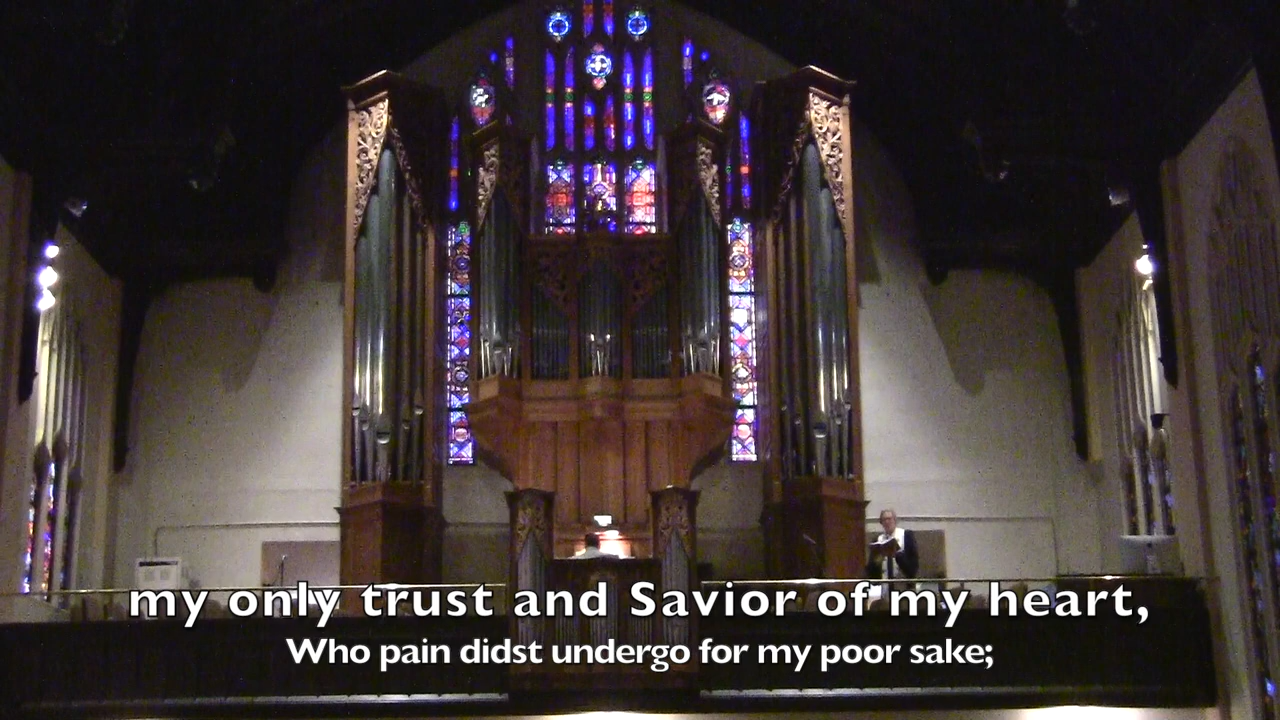 my only trust and Savior of my heart,
Who pain didst undergo for my poor sake;